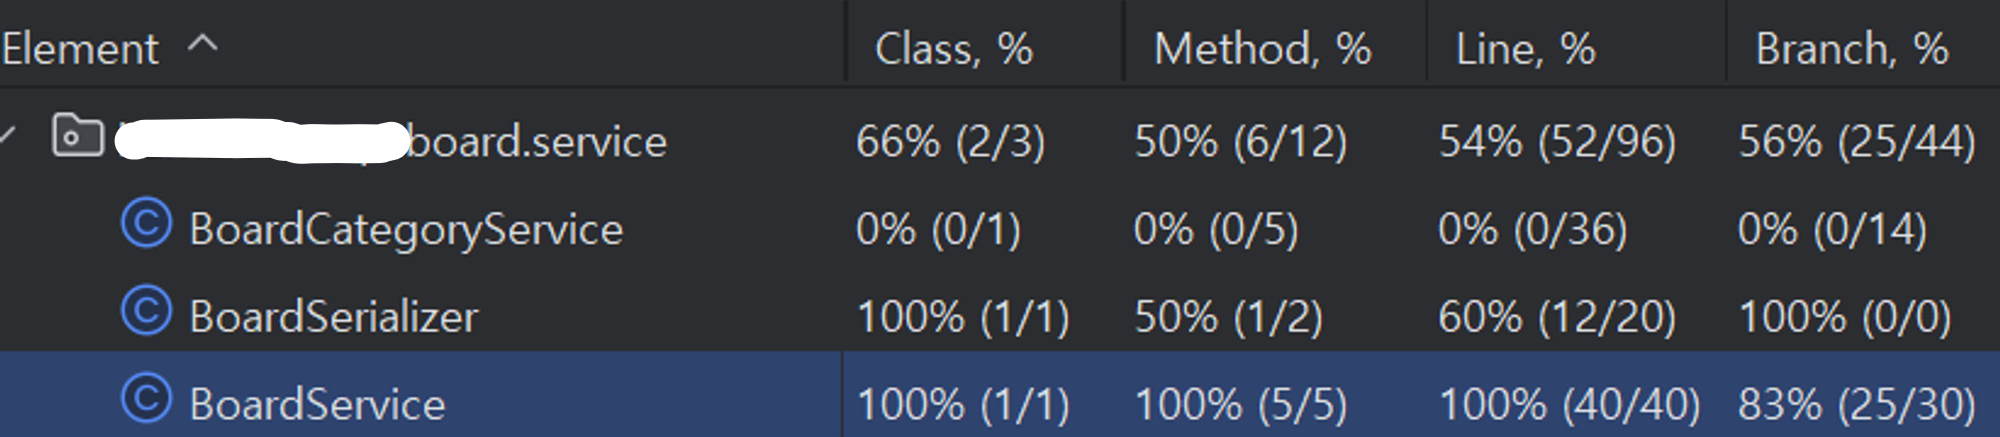 Element Class, % Method, % Line, % Branch, %
board.service 66% (2/3) 50% (6/12) 54% (52/96) 56% (25/44)
BoardCategoryService 0% (0/1) 0% (0/5) 0% (0/36) 0% (0/14)
BoardSerializer 100% (1/1) 50% (1/2) 60% (12/20) 100% (0/0)
BoardService 100% (1/1) 100% (5/5) 100% (40/40) 83% (25/30)